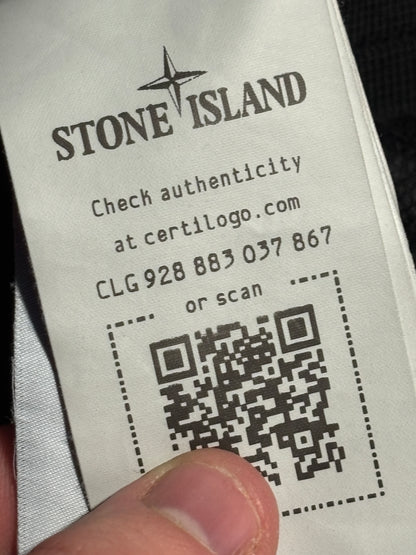 STONE ISLAND
Check authenticity
at certilogo.com
CLG 928 883 037 867
or scan